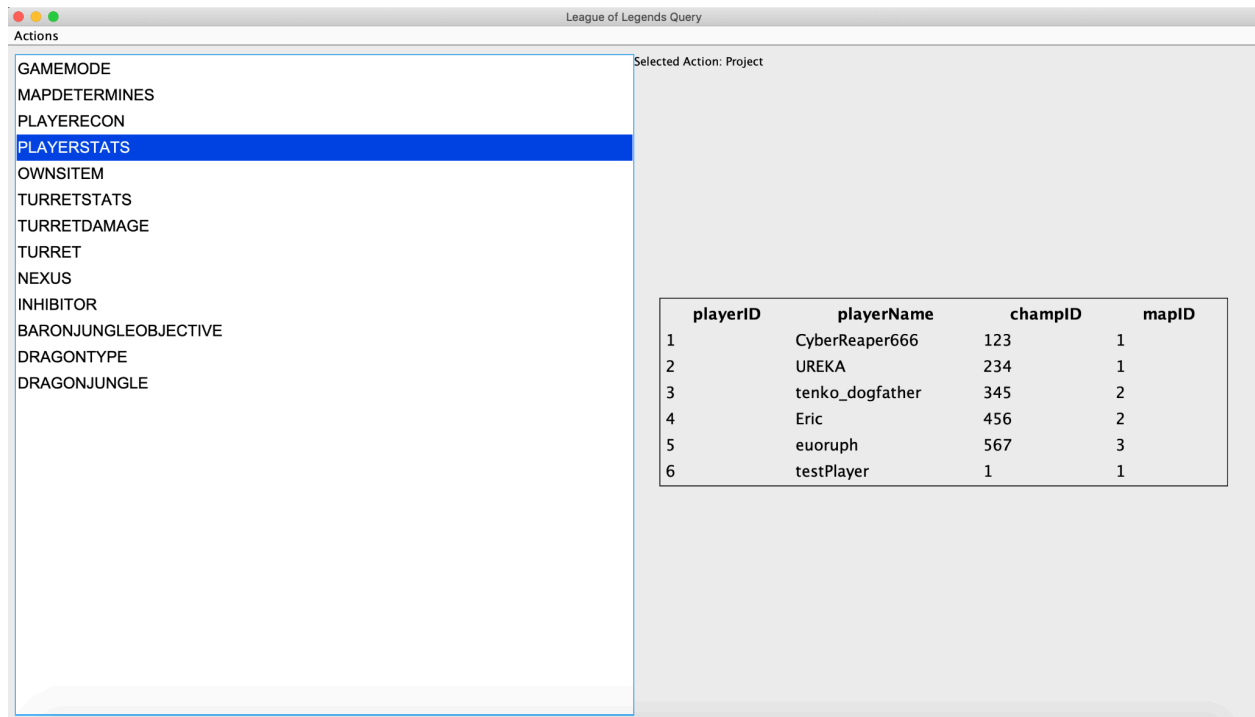 League of Legends Query
Actions
GAMEMODE
MAPDETERMINES
PLAYERECON
PLAYERSTATS
OWNSITEM
TURRETSTATS
TURRETDAMAGE
TURRET
NEXUS
INHIBITOR
BARONJUNGLEOBJECTIVE
DRAGONTYPE
DRAGONJUNGLE
Selected Action: Project
playerID playerName champID mapID
1 CyberReaper666 123 1
2 UREKA 234 1
3 tenko_dogfather 345 2
4 Eric 456 2
5 euoruph 567 3
6 testPlayer 1 1